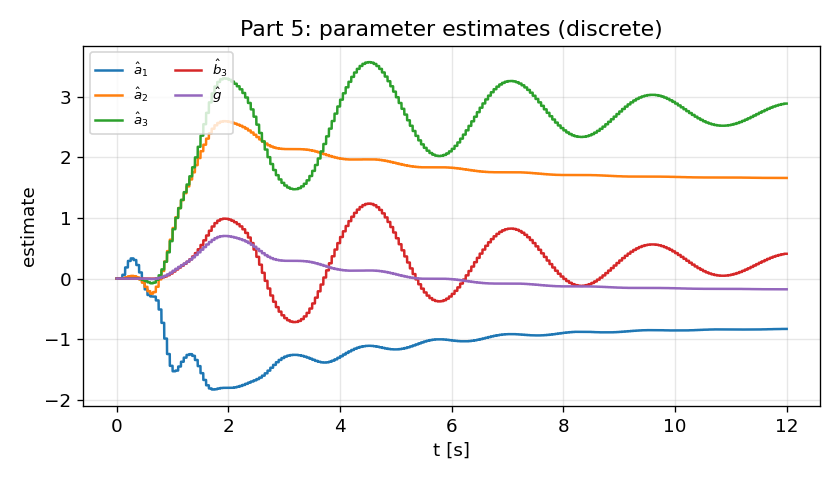 Part 5: parameter estimates (discrete)
estimate
3
2
1
0
−1
−2
â₁
â₂
â₃
b̂₃
ĝ
0
2
4
6
8
10
12
t [s]